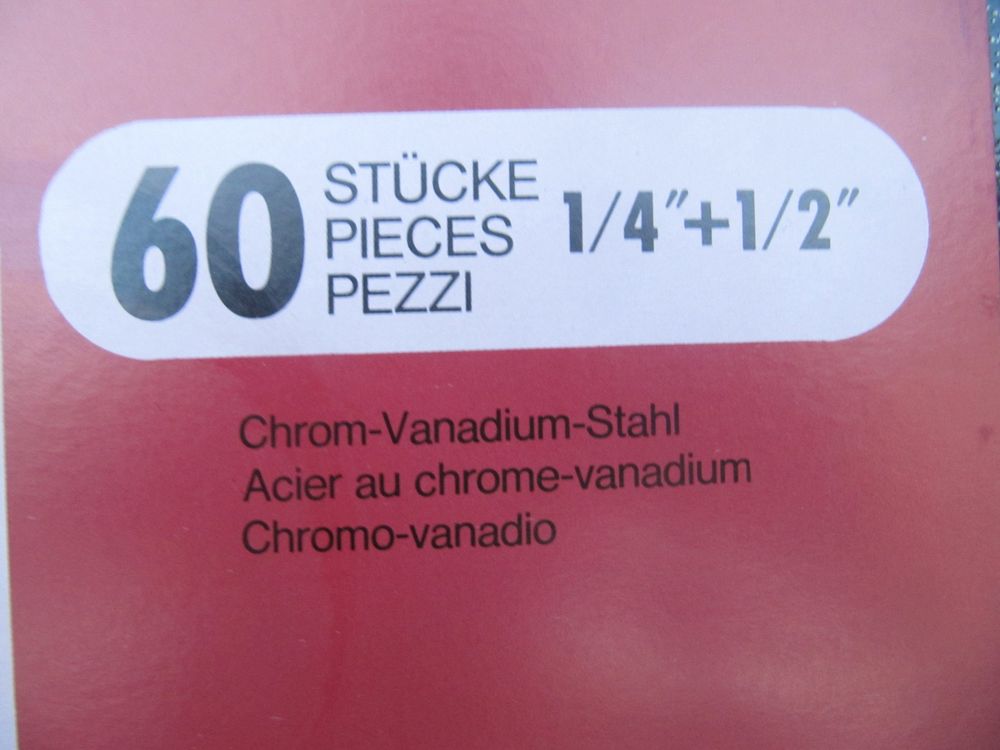 60 STÜCKE
PIECES
PEZZI
1/4"+1/2"
Chrom-Vanadium-Stahl
Acier au chrome-vanadium
Chromo-vanadio